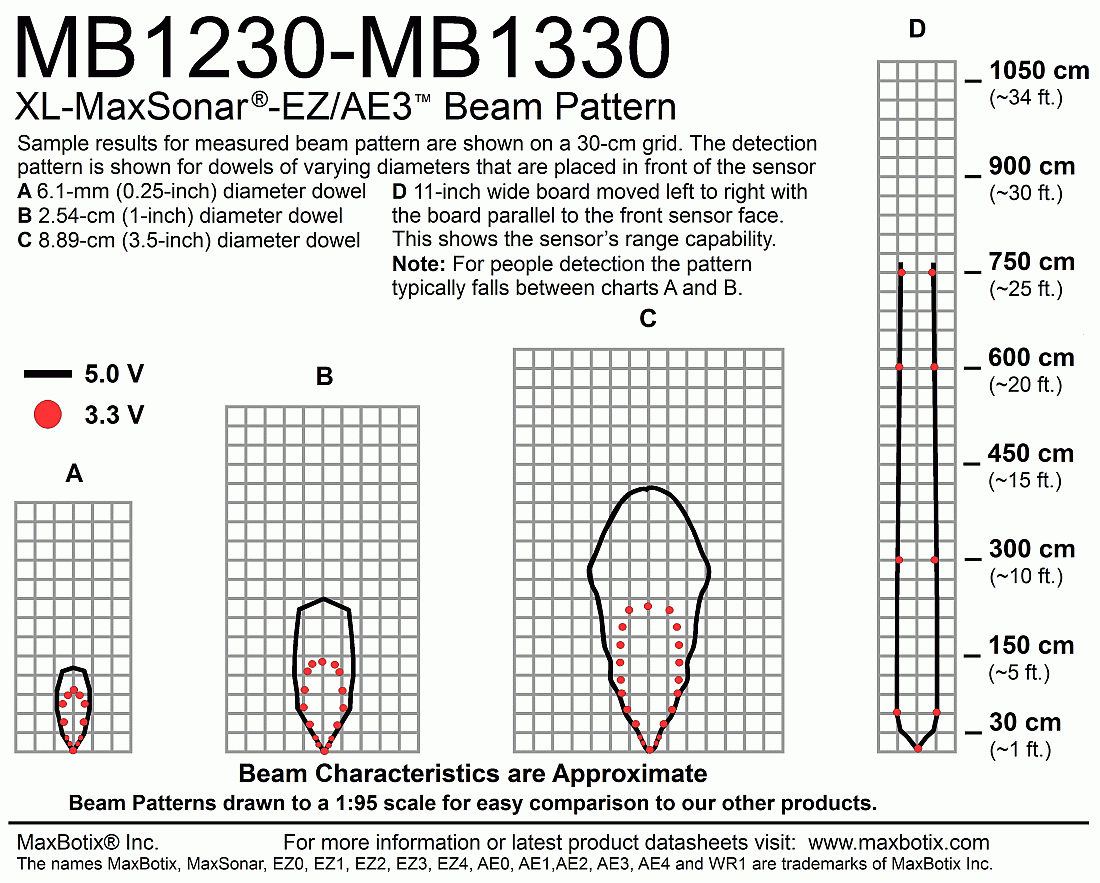 MB1230-MB1330
XL-MaxSonar®-EZ/AE3™ Beam Pattern
Sample results for measured beam pattern are shown on a 30-cm grid. The detection
pattern is shown for dowels of varying diameters that are placed in front of the sensor
A 6.1-mm (0.25-inch) diameter dowel
B 2.54-cm (1-inch) diameter dowel
C 8.89-cm (3.5-inch) diameter dowel
D 11-inch wide board moved left to right with
the board parallel to the front sensor face.
This shows the sensor's range capability.
Note: For people detection the pattern
typically falls between charts A and B.
5.0 V
3.3 V
A
B
C
D
1050 cm
(~34 ft.)
900 cm
(~30 ft.)
750 cm
(~25 ft.)
600 cm
(~20 ft.)
450 cm
(~15 ft.)
300 cm
(~10 ft.)
150 cm
(~5 ft.)
30 cm
(~1 ft.)
Beam Characteristics are Approximate
Beam Patterns drawn to a 1:95 scale for easy comparison to our other products.
MaxBotix® Inc.
For more information or latest product datasheets visit: www.maxbotix.com
The names MaxBotix, MaxSonar, EZ0, EZ1, EZ2, EZ3, EZ4, AE0, AE1,AE2, AE3, AE4 and WR1 are trademarks of MaxBotix Inc.